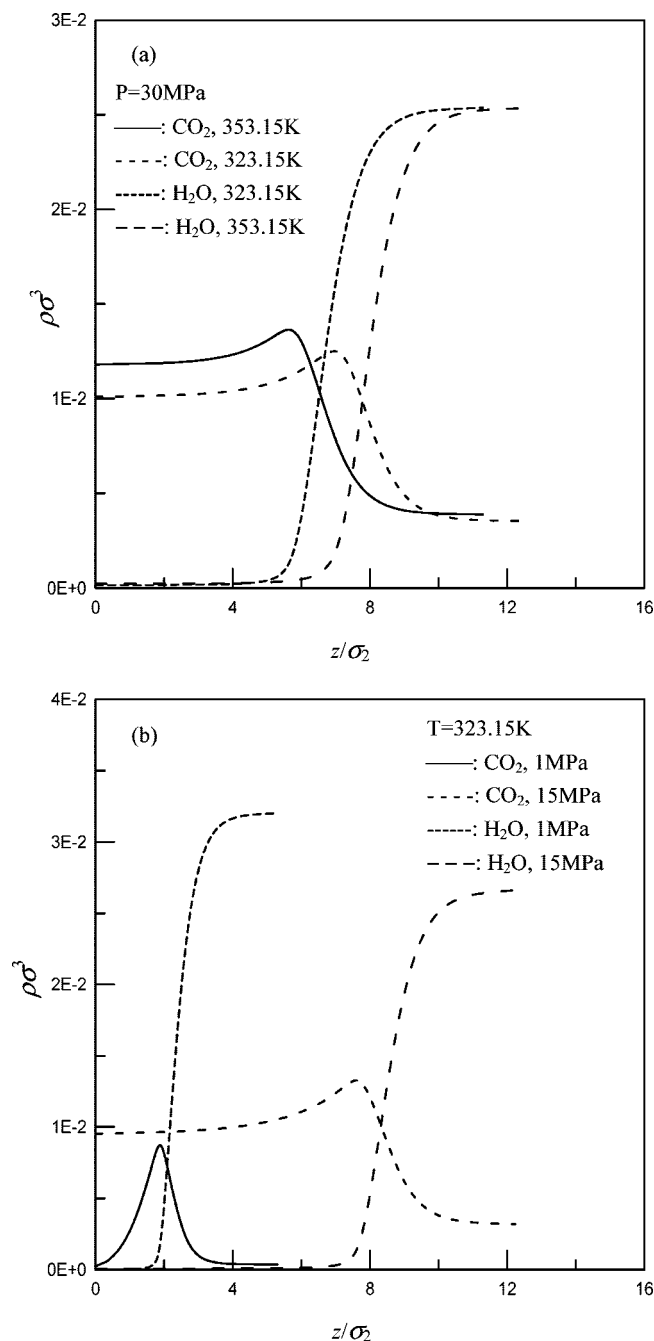 3E-2
(a)
P=30MPa
: CO₂, 353.15K
: CO₂, 323.15K
: H₂O, 323.15K
: H₂O, 353.15K
2E-2
ρσ³
1E-2
0E+0
0 4 8 12 16
z/σ₂
4E-2
(b)
T=323.15K
: CO₂, 1MPa
: CO₂, 15MPa
: H₂O, 1MPa
: H₂O, 15MPa
3E-2
ρσ³
2E-2
1E-2
0E+0
0 4 8 12 16
z/σ₂